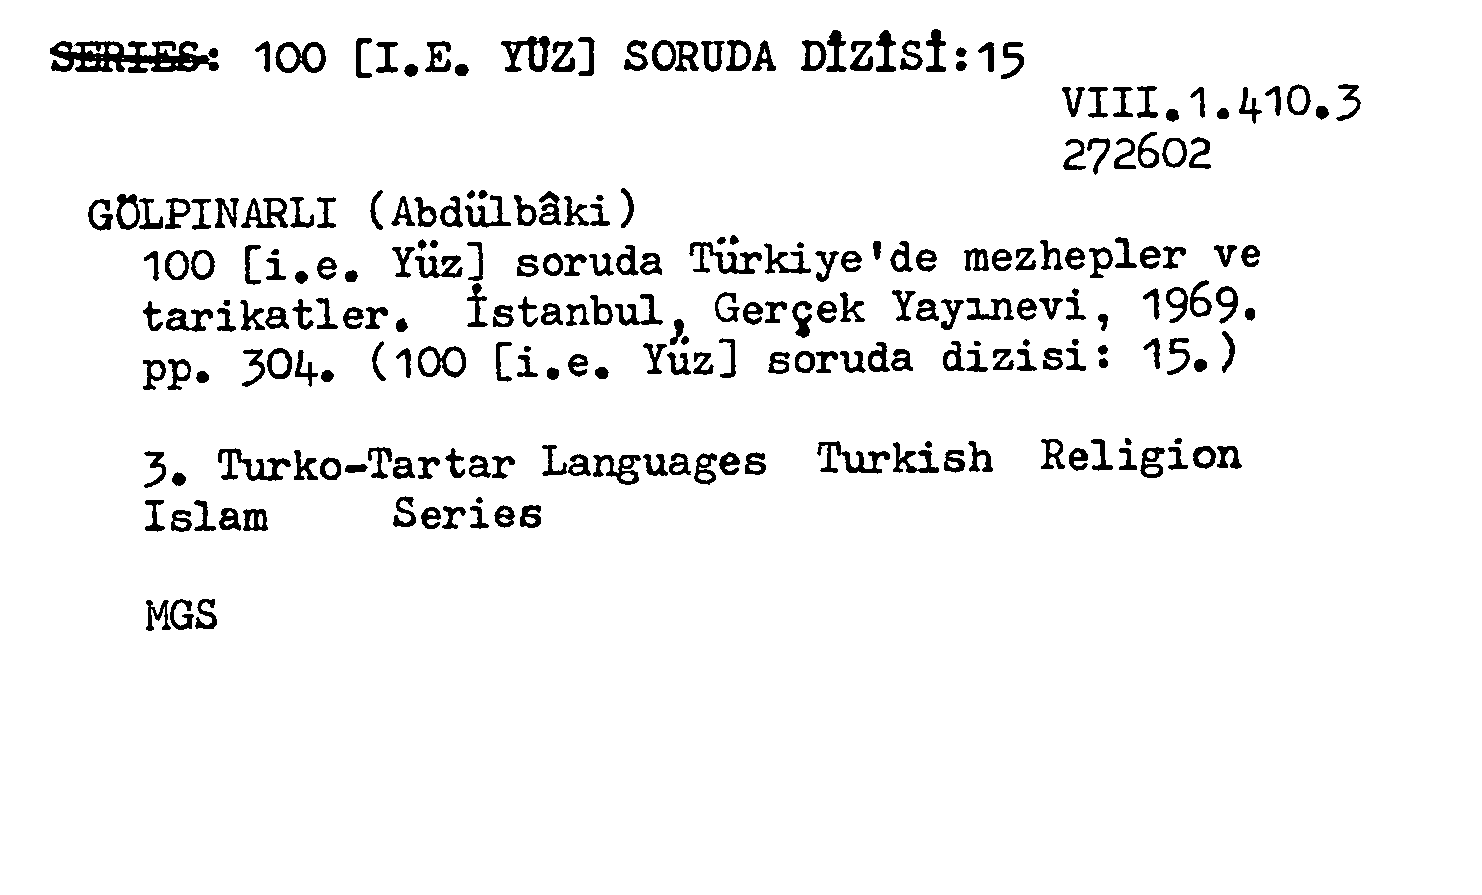 SERIES: 100 [I.E. YÜZ] SORUDA DİZİSİ:15
VIII.1.410.3
272602
GÖLPINARLI (Abdülbâki)
100 [i.e. Yüz] soruda Türkiye'de mezhepler ve
tarikatler. İstanbul, Gerçek Yayınevi, 1969.
pp. 304. (100 [i.e. Yüz] soruda dizisi: 15.)
3. Turko-Tartar Languages Turkish Religion
Islam Series
MGS